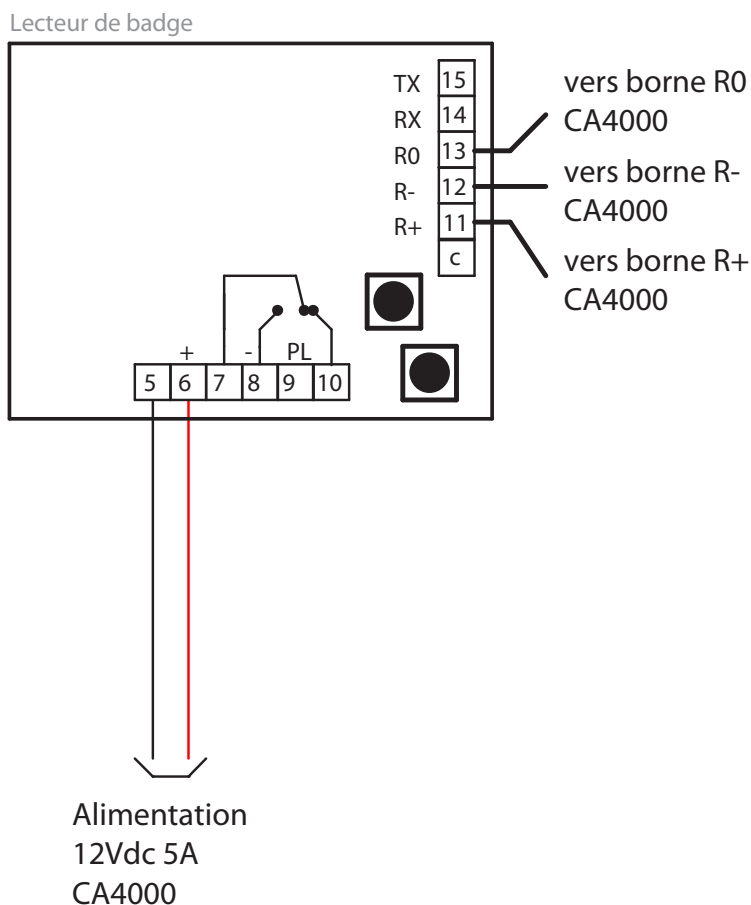 Lecteur de badge
TX 15 vers borne R0
RX 14 CA4000
R0 13
R- 12 vers borne R-
CA4000
R+ 11
c vers borne R+
CA4000
+ - PL
5 6 7 8 9 10
Alimentation
12Vdc 5A
CA4000